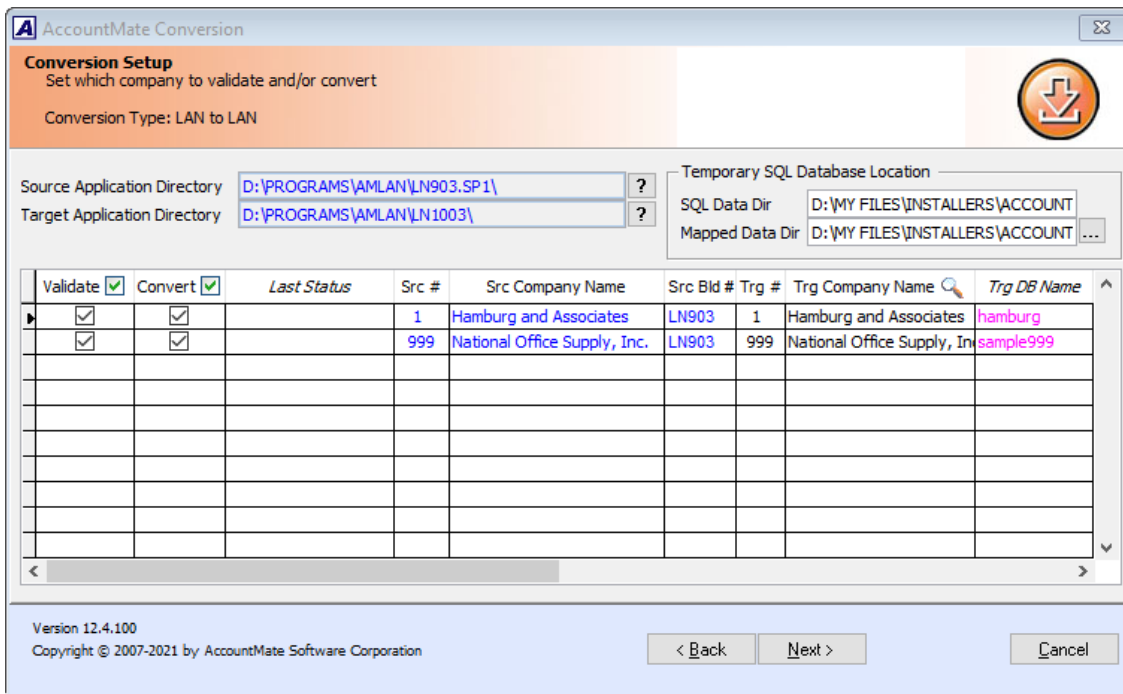 AccountMate Conversion
Conversion Setup
Set which company to validate and/or convert
Conversion Type: LAN to LAN
Source Application Directory D:\PROGRAMS\AMLAN\LN903.SP1\ ?
Target Application Directory D:\PROGRAMS\AMLAN\LN1003\ ?
Temporary SQL Database Location
SQL Data Dir D:\MY FILES\INSTALLERS\ACCOUNT
Mapped Data Dir D:\MY FILES\INSTALLERS\ACCOUNT ...
Validate Convert Last Status Src # Src Company Name Src Bld # Trg # Trg Company Name Trg DB Name
1 Hamburg and Associates LN903 1 Hamburg and Associates hamburg
999 National Office Supply, Inc. LN903 999 National Office Supply, In sample999
Version 12.4.100
Copyright © 2007-2021 by AccountMate Software Corporation
< Back Next > Cancel